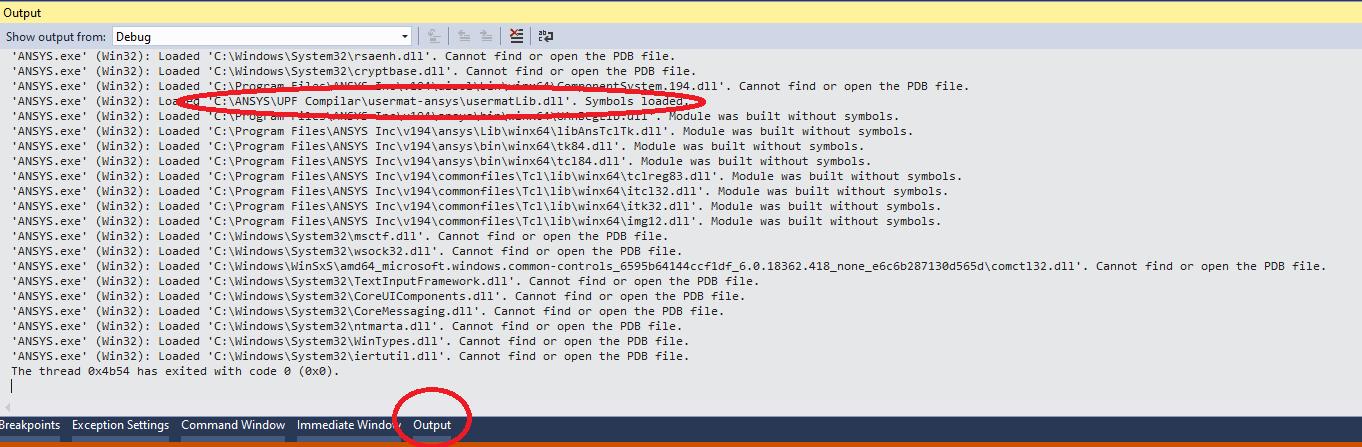 Output
Show output from: Debug
'ANSYS.exe' (Win32): Loaded 'C:\Windows\System32\rsaenh.dll'. Cannot find or open the PDB file.
'ANSYS.exe' (Win32): Loaded 'C:\Windows\System32\cryptbase.dll'. Cannot find or open the PDB file.
'ANSYS.exe' (Win32): Loaded 'C:\Program Files\ANSYS Inc\v194\aisol\bin\winx64\ComponentSystem.194.dll'. Cannot find or open the PDB file.
'ANSYS.exe' (Win32): Loaded 'C:\ANSYS\UPF Compilar\usermat-ansys\usermatLib.dll'. Symbols loaded.
'ANSYS.exe' (Win32): Loaded 'C:\Program Files\ANSYS Inc\v194\ansys\bin\winx64\ . Module was built without symbols.
'ANSYS.exe' (Win32): Loaded 'C:\Program Files\ANSYS Inc\v194\ansys\Lib\winx64\libAnsTclTk.dll'. Module was built without symbols.
'ANSYS.exe' (Win32): Loaded 'C:\Program Files\ANSYS Inc\v194\ansys\bin\winx64\tk84.dll'. Module was built without symbols.
'ANSYS.exe' (Win32): Loaded 'C:\Program Files\ANSYS Inc\v194\ansys\bin\winx64\tcl84.dll'. Module was built without symbols.
'ANSYS.exe' (Win32): Loaded 'C:\Program Files\ANSYS Inc\v194\commonfiles\Tcl\lib\winx64\tclreg83.dll'. Module was built without symbols.
'ANSYS.exe' (Win32): Loaded 'C:\Program Files\ANSYS Inc\v194\commonfiles\Tcl\lib\winx64\itcl32.dll'. Module was built without symbols.
'ANSYS.exe' (Win32): Loaded 'C:\Program Files\ANSYS Inc\v194\commonfiles\Tcl\lib\winx64\itk32.dll'. Module was built without symbols.
'ANSYS.exe' (Win32): Loaded 'C:\Program Files\ANSYS Inc\v194\commonfiles\Tcl\lib\winx64\img12.dll'. Module was built without symbols.
'ANSYS.exe' (Win32): Loaded 'C:\Windows\System32\msctf.dll'. Cannot find or open the PDB file.
'ANSYS.exe' (Win32): Loaded 'C:\Windows\System32\wsock32.dll'. Cannot find or open the PDB file.
'ANSYS.exe' (Win32): Loaded 'C:\Windows\WinSxS\amd64_microsoft.windows.common-controls_6595b64144ccf1df_6.0.18362.418_none_e6c6b287130d565d\comctl32.dll'. Cannot find or open the PDB file.
'ANSYS.exe' (Win32): Loaded 'C:\Windows\System32\TextInputFramework.dll'. Cannot find or open the PDB file.
'ANSYS.exe' (Win32): Loaded 'C:\Windows\System32\CoreUIComponents.dll'. Cannot find or open the PDB file.
'ANSYS.exe' (Win32): Loaded 'C:\Windows\System32\CoreMessaging.dll'. Cannot find or open the PDB file.
'ANSYS.exe' (Win32): Loaded 'C:\Windows\System32\ntmarta.dll'. Cannot find or open the PDB file.
'ANSYS.exe' (Win32): Loaded 'C:\Windows\System32\WinTypes.dll'. Cannot find or open the PDB file.
'ANSYS.exe' (Win32): Loaded 'C:\Windows\System32\iertutil.dll'. Cannot find or open the PDB file.
The thread 0x4b54 has exited with code 0 (0x0).
Breakpoints Exception Settings Command Window Immediate Window Output